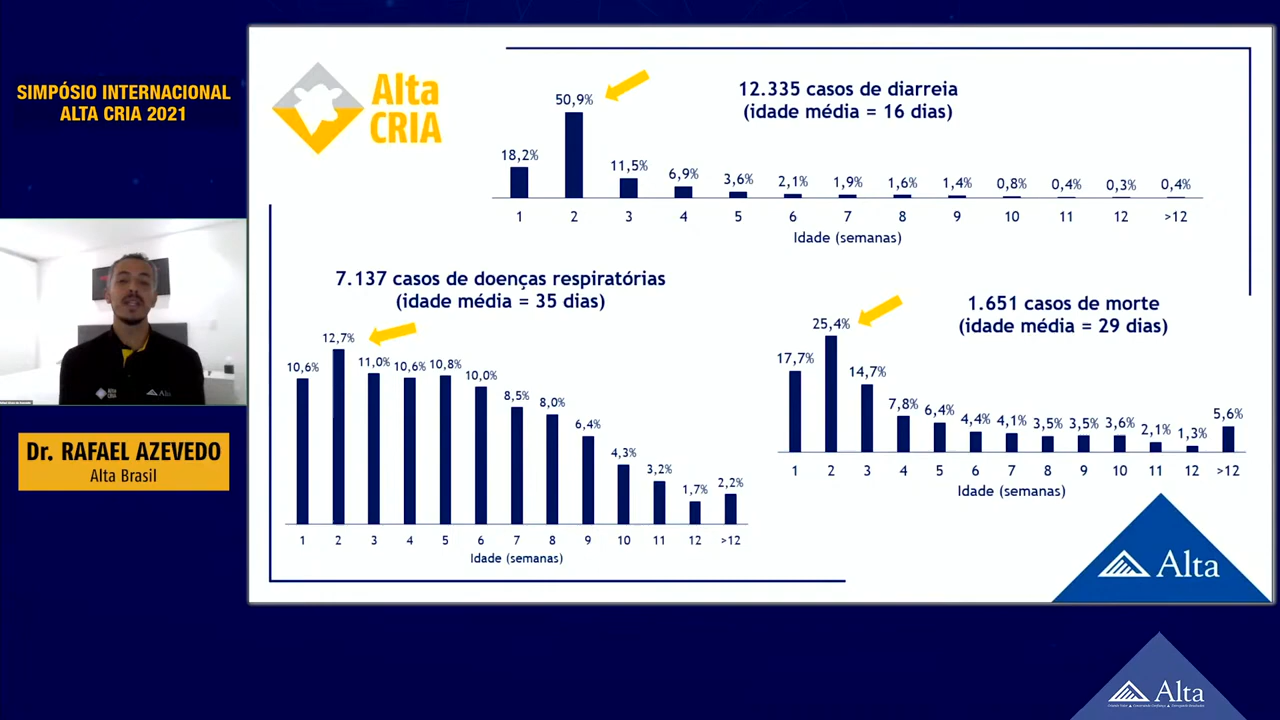 SIMPÓSIO INTERNACIONAL
ALTA CRIA 2021
Dr. RAFAEL AZEVEDO
Alta Brasil
Alta
CRIA
12.335 casos de diarreia
(idade média = 16 dias)
18,2% 50,9% 11,5% 6,9% 3,6% 2,1% 1,9% 1,6% 1,4% 0,8% 0,4% 0,3% 0,4%
1 2 3 4 5 6 7 8 9 10 11 12 >12
Idade (semanas)
7.137 casos de doenças respiratórias
(idade média = 35 dias)
10,6% 12,7% 11,0% 10,6% 10,8% 10,0% 8,5% 8,0% 6,4% 4,3% 3,2% 1,7% 2,2%
1 2 3 4 5 6 7 8 9 10 11 12 >12
Idade (semanas)
1.651 casos de morte
(idade média = 29 dias)
17,7% 25,4% 14,7% 7,8% 6,4% 4,4% 4,1% 3,5% 3,5% 3,6% 2,1% 1,3% 5,6%
1 2 3 4 5 6 7 8 9 10 11 12 >12
Idade (semanas)
Alta
Alta
CRIA
Alta
Alta